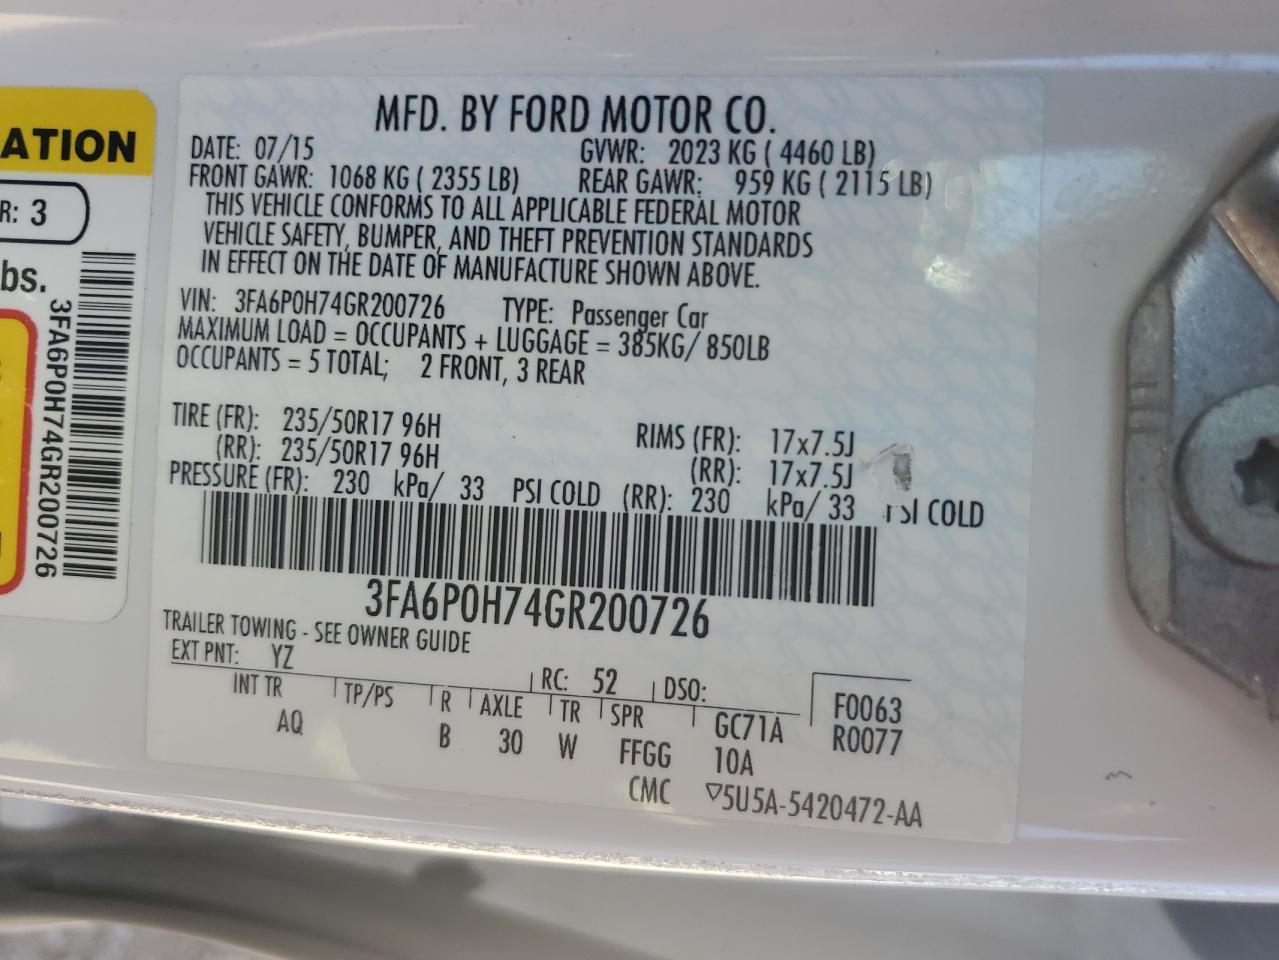 ATION
R: 3
bs.
3FA6P0H74GR200726
MFD. BY FORD MOTOR CO.
DATE: 07/15 GVWR: 2023 KG ( 4460 LB)
FRONT GAWR: 1068 KG ( 2355 LB) REAR GAWR: 959 KG ( 2115 LB)
THIS VEHICLE CONFORMS TO ALL APPLICABLE FEDERAL MOTOR
VEHICLE SAFETY, BUMPER, AND THEFT PREVENTION STANDARDS
IN EFFECT ON THE DATE OF MANUFACTURE SHOWN ABOVE.
VIN: 3FA6P0H74GR200726 TYPE: Passenger Car
MAXIMUM LOAD = OCCUPANTS + LUGGAGE = 385KG/ 850LB
OCCUPANTS = 5 TOTAL; 2 FRONT, 3 REAR
TIRE (FR): 235/50R17 96H RIMS (FR): 17x7.5J
(RR): 235/50R17 96H (RR): 17x7.5J
PRESSURE (FR): 230 kPa/ 33 PSI COLD (RR): 230 kPa/ 33 PSI COLD
3FA6P0H74GR200726
TRAILER TOWING - SEE OWNER GUIDE
EXT PNT: YZ RC: 52 DSO:
INT TR TP/PS R AXLE TR SPR GC71A F0063
AQ B 30 W FFGG 10A R0077
CMC ▽5U5A-5420472-AA